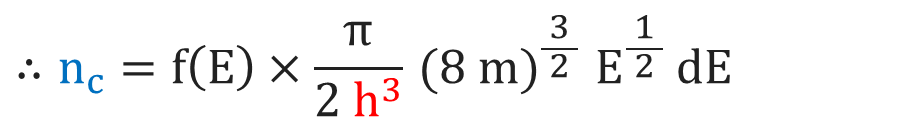 ∴ n_c = f(E) × π / (2 h³) (8 m)^(3/2) E^(1/2) dE